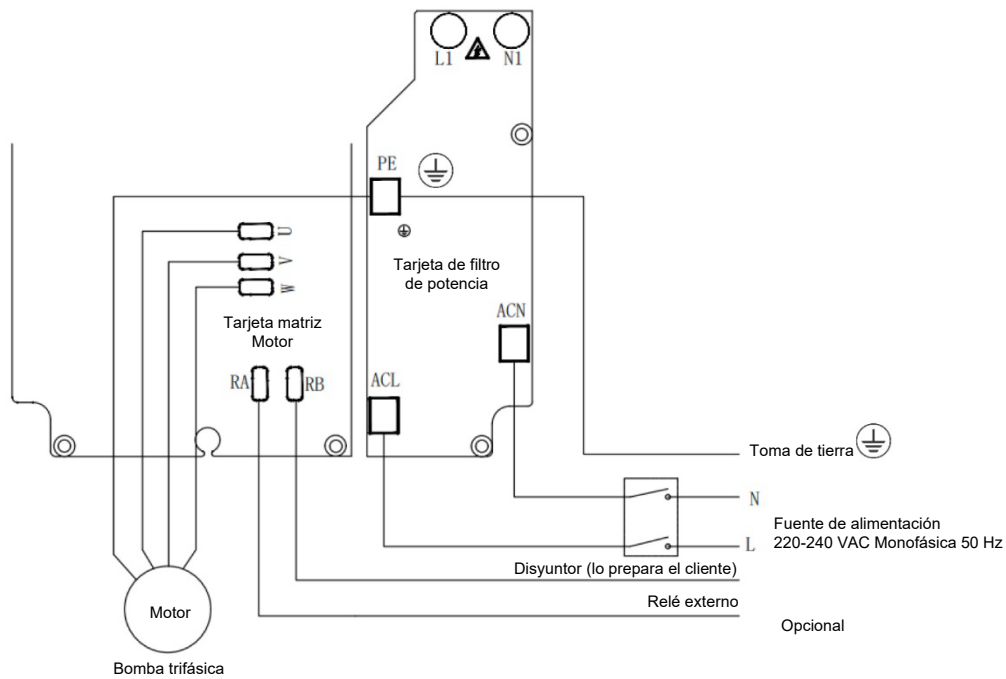 L1
N1
PE
U
V
W
Tarjeta de filtro
de potencia
ACN
Tarjeta matriz
Motor
RA
RB
ACL
Toma de tierra
N
Fuente de alimentación
220-240 VAC Monofásica 50 Hz
L
Disyuntor (lo prepara el cliente)
Relé externo
Opcional
Motor
Bomba trifásica